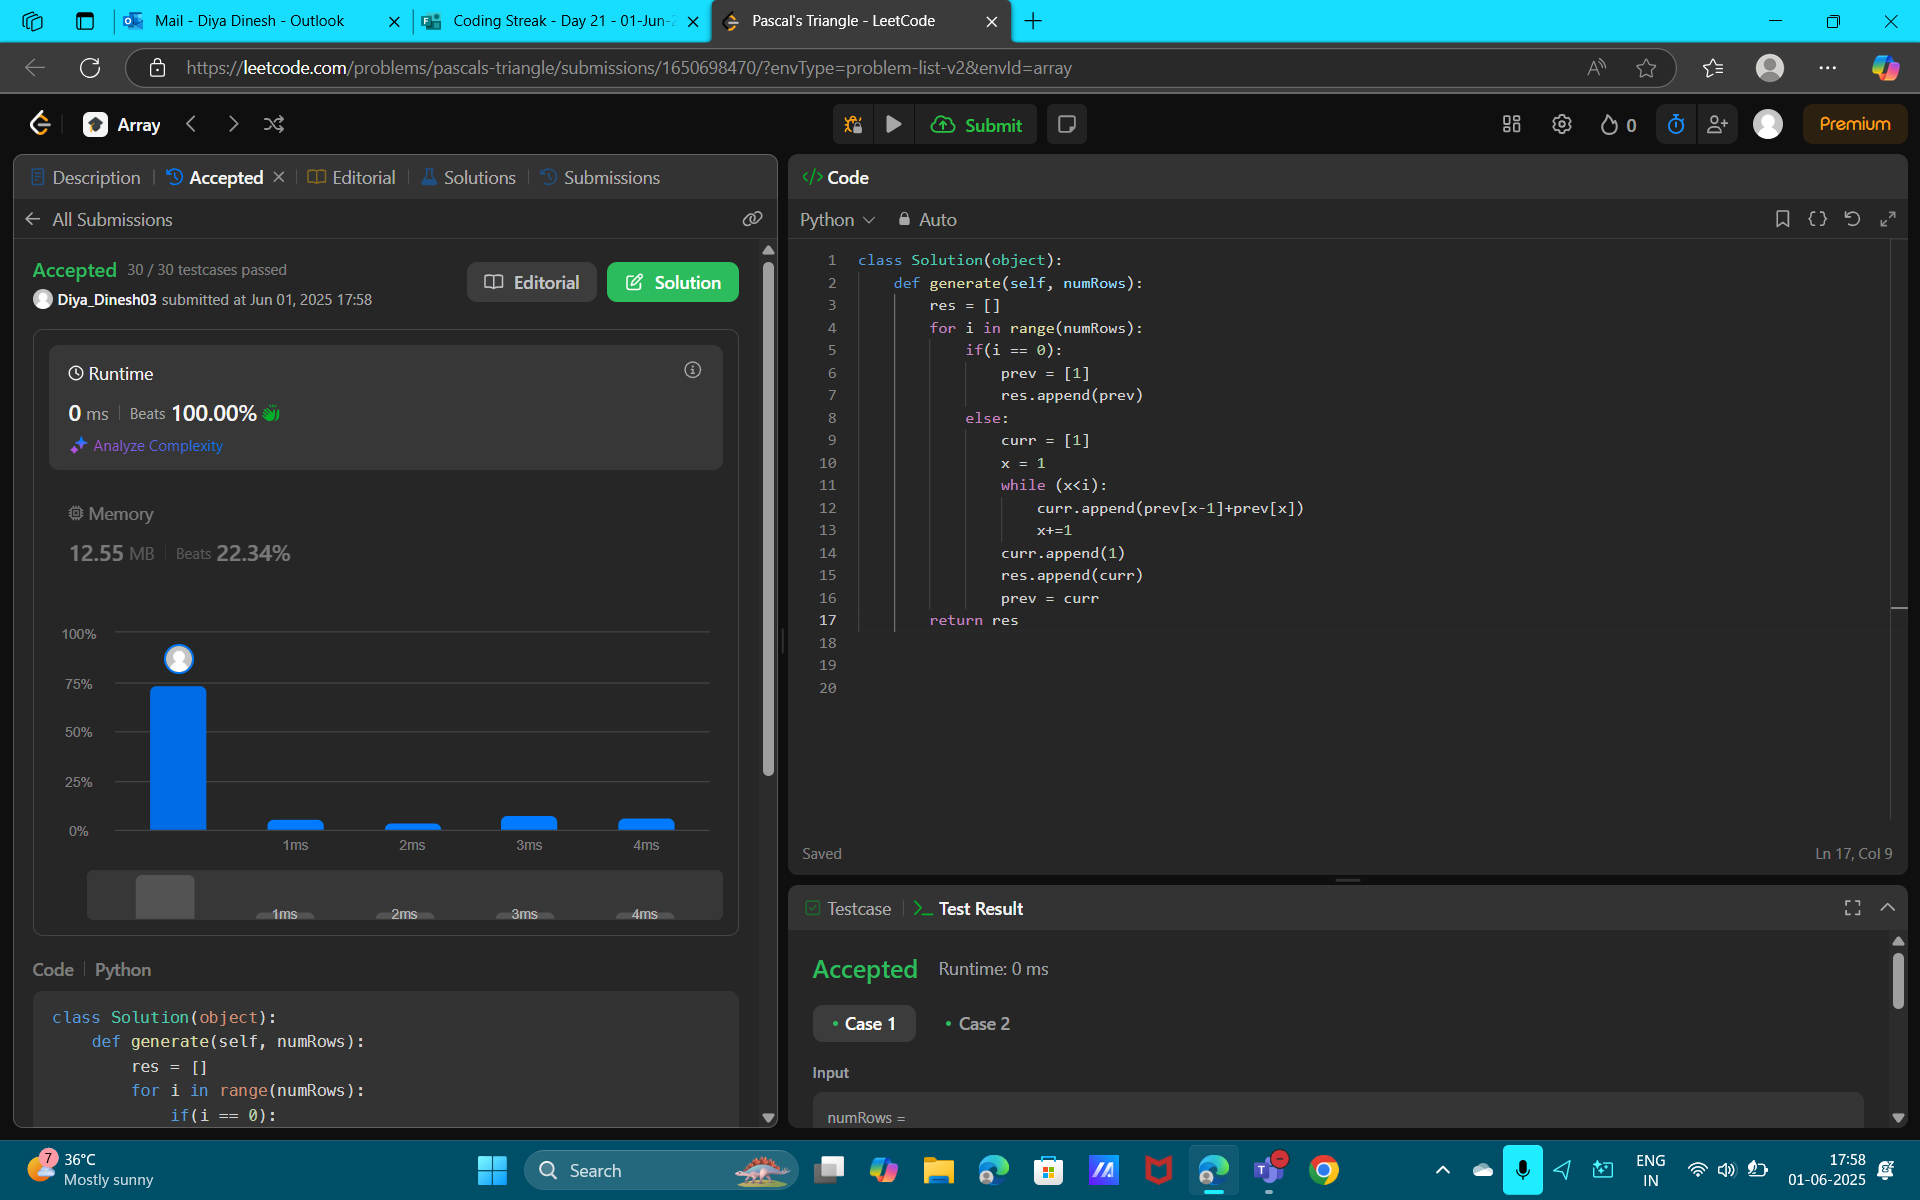 Mail - Diya Dinesh - Outlook
Coding Streak - Day 21 - 01-Jun-2
Pascal's Triangle - LeetCode
https://leetcode.com/problems/pascals-triangle/submissions/1650698470/?envType=problem-list-v2&envId=array
Array
Submit
0
Premium
Description
Accepted
Editorial
Solutions
Submissions
All Submissions
Accepted 30 / 30 testcases passed
Diya_Dinesh03 submitted at Jun 01, 2025 17:58
Editorial
Solution
Runtime
0 ms Beats 100.00%
Analyze Complexity
Memory
12.55 MB Beats 22.34%
100%
75%
50%
25%
0%
1ms 2ms 3ms 4ms
1ms 2ms 3ms 4ms
Code Python
class Solution(object):
def generate(self, numRows):
res = []
for i in range(numRows):
if(i == 0):
</> Code
Python Auto
1 class Solution(object):
2 def generate(self, numRows):
3 res = []
4 for i in range(numRows):
5 if(i == 0):
6 prev = [1]
7 res.append(prev)
8 else:
9 curr = [1]
10 x = 1
11 while (x<i):
12 curr.append(prev[x-1]+prev[x])
13 x+=1
14 curr.append(1)
15 res.append(curr)
16 prev = curr
17 return res
18
19
20
Saved
Ln 17, Col 9
Testcase
Test Result
Accepted Runtime: 0 ms
Case 1 Case 2
Input
numRows =
7
36°C
Mostly sunny
Search
ENG
IN
17:58
01-06-2025